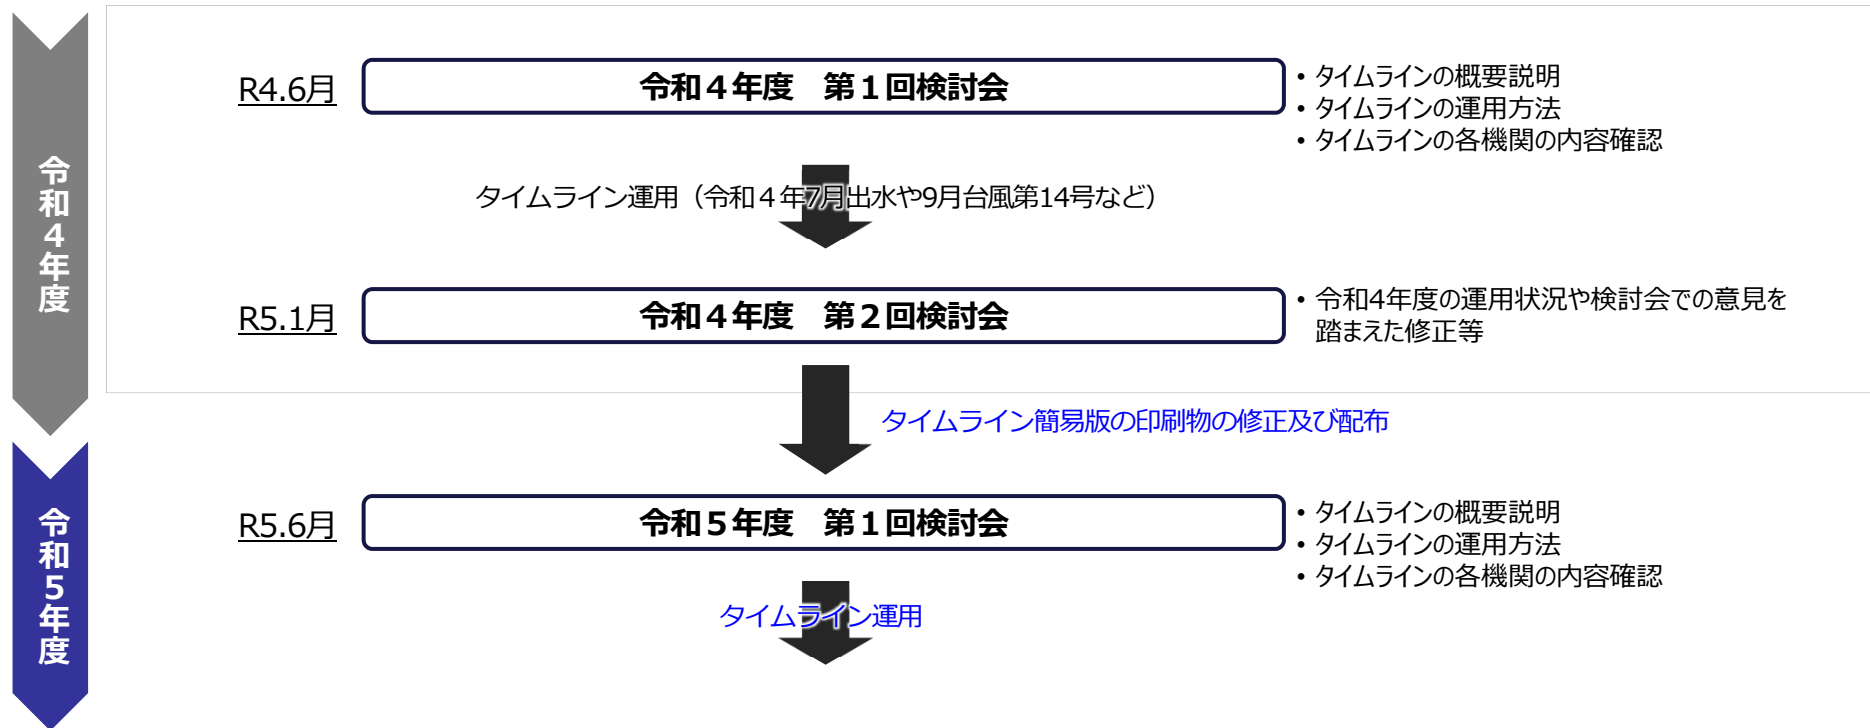 令和４年度
R4.6月
令和４年度　第１回検討会
・タイムラインの概要説明
・タイムラインの運用方法
・タイムラインの各機関の内容確認
タイムライン運用（令和４年7月出水や9月台風第14号など）
R5.1月
令和４年度　第２回検討会
・令和4年度の運用状況や検討会での意見を
踏まえた修正等
タイムライン簡易版の印刷物の修正及び配布
令和５年度
R5.6月
令和５年度　第１回検討会
・タイムラインの概要説明
・タイムラインの運用方法
・タイムラインの各機関の内容確認
タイムライン運用